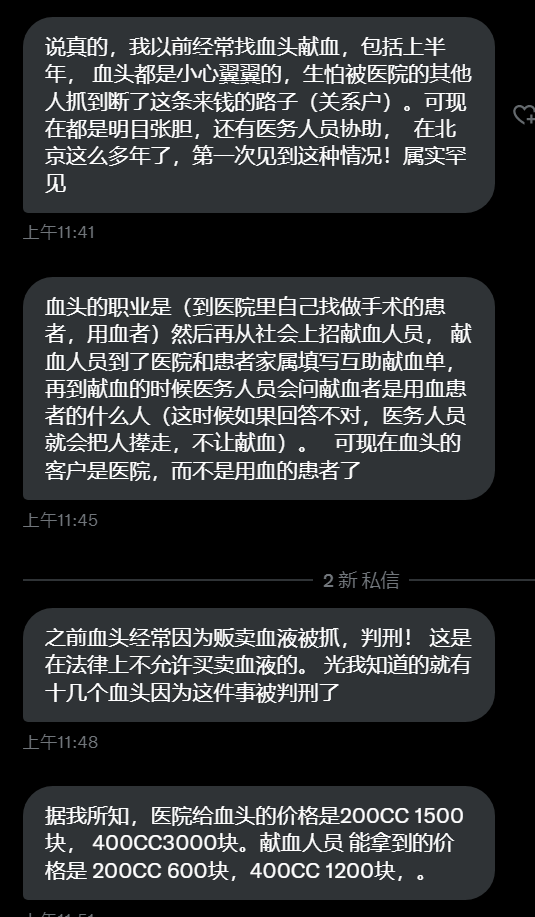 说真的，我以前经常找血头献血，包括上半
年， 血头都是小心翼翼的，生怕被医院的其他
人抓到断了这条来钱的路子（关系户）。可现
在都是明目张胆，还有医务人员协助， 在北
京这么多年了，第一次见到这种情况！属实罕
见
上午11:41
血头的职业是（到医院里自己找做手术的患
者，用血者）然后再从社会上招献血人员， 献
血人员到了医院和患者家属填写互助献血单，
再到献血的时候医务人员会问献血者是用血患
者的什么人（这时候如果回答不对，医务人员
就会把人撵走，不让献血）。 可现在血头的
客户是医院，而不是用血的患者了
上午11:45
2 新 私信
之前血头经常因为贩卖血液被抓，判刑！ 这是
在法律上不允许买卖血液的。 光我知道的就有
十几个血头因为这件事被判刑了
上午11:48
据我所知，医院给血头的价格是200CC 1500
块， 400CC3000块。献血人员 能拿到的价
格是 200CC 600块，400CC 1200块，。
上午11:51